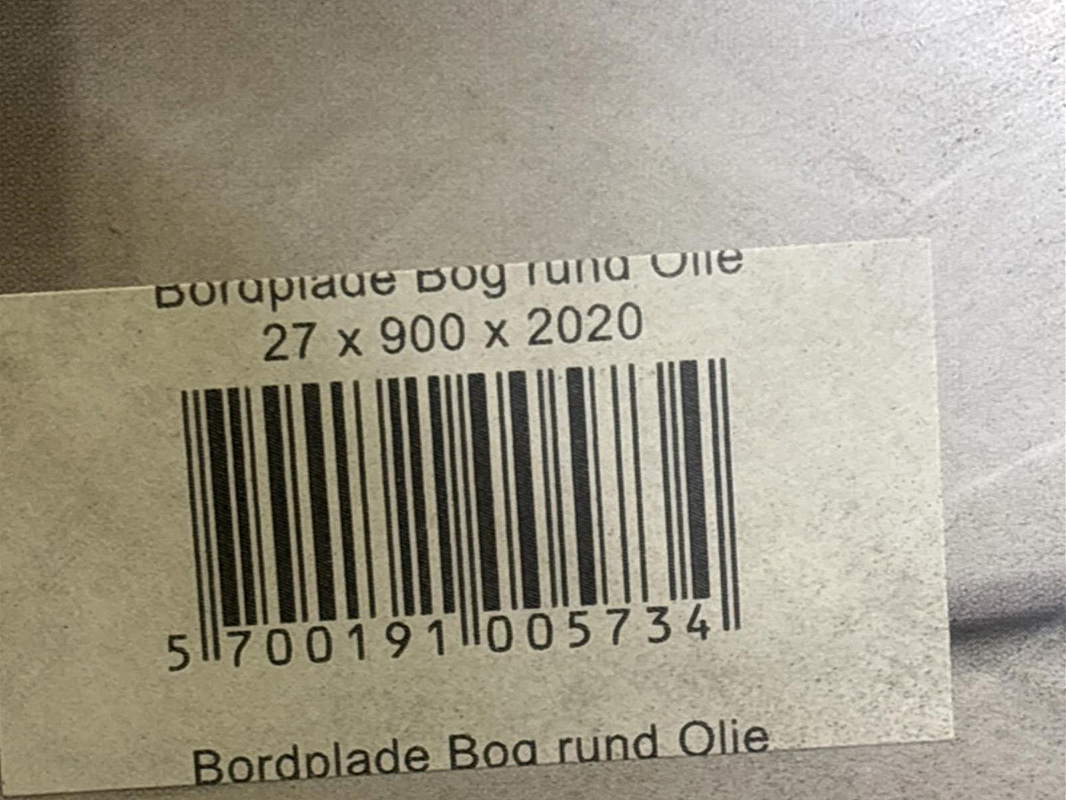 Bordplade Bog rund Olie
27 x 900 x 2020
5 700191 005734
Bordplade Bog rund Olie